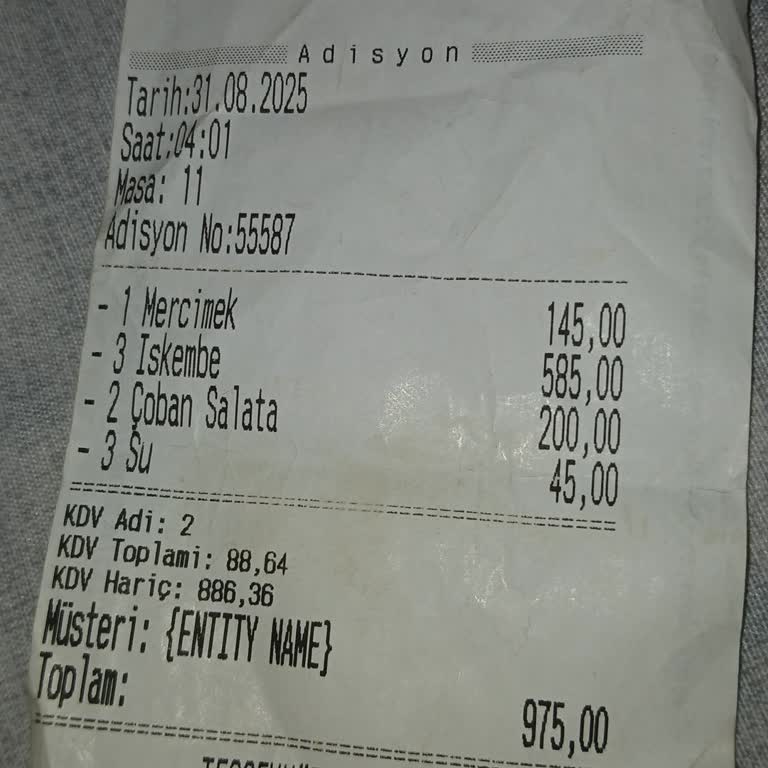 Adisyon
Tarih:31.08.2025
Saat:04:01
Masa: 11
Adisyon No:55587
- 1 Mercimek 145,00
- 3 Iskembe 585,00
- 2 Çoban Salata 200,00
- 3 Su 45,00
KDV Adi: 2
KDV Toplami: 88,64
KDV Hariç: 886,36
Müsteri: {ENTITY NAME}
Toplam: 975,00